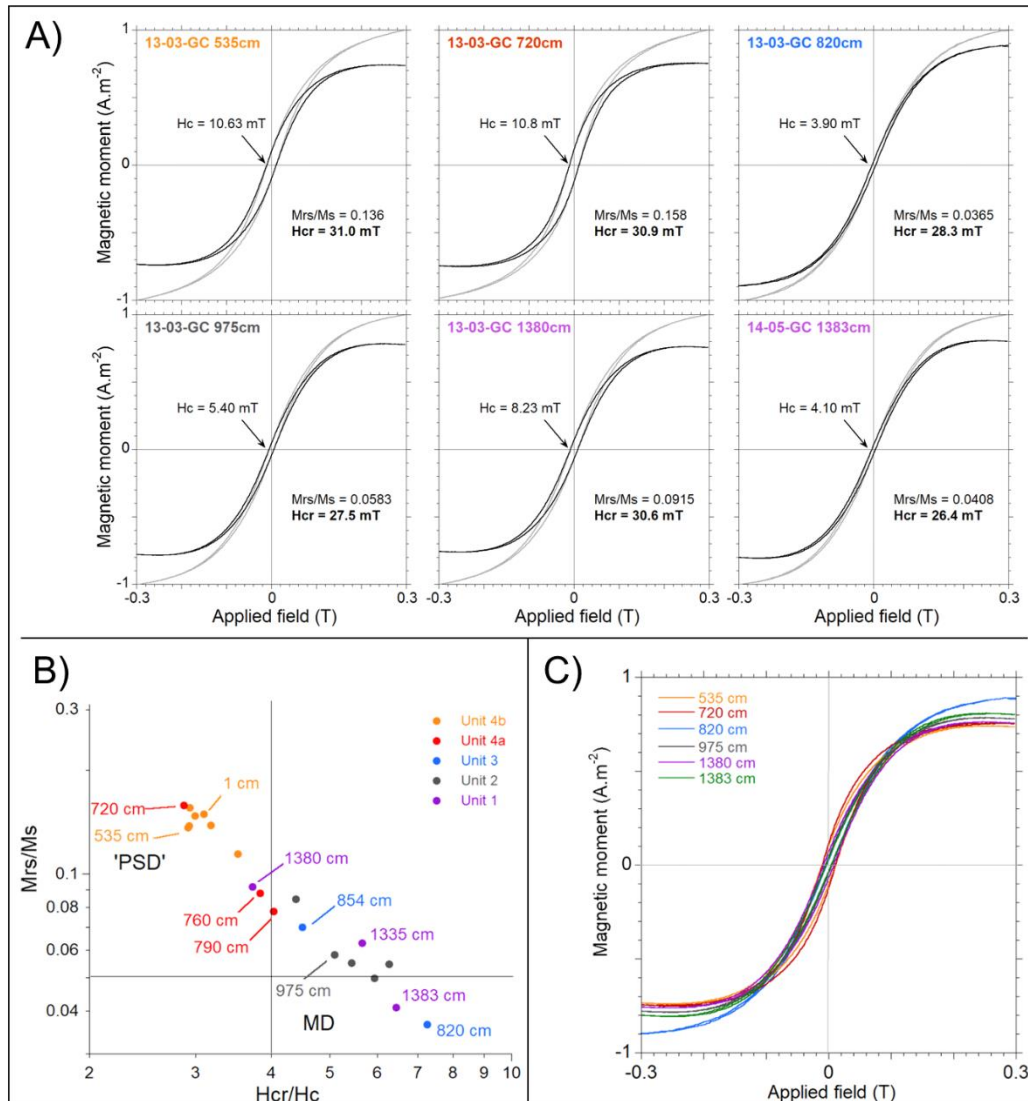 A)
13-03-GC 535cm
13-03-GC 720cm
13-03-GC 820cm
1
0
-1
Magnetic moment (A.m⁻²)
Hc = 10.63 mT
Hc = 10.8 mT
Hc = 3.90 mT
Mrs/Ms = 0.136
Hcr = 31.0 mT
Mrs/Ms = 0.158
Hcr = 30.9 mT
Mrs/Ms = 0.0365
Hcr = 28.3 mT
13-03-GC 975cm
13-03-GC 1380cm
14-05-GC 1383cm
Magnetic moment (A.m⁻²)
0
-1
Hc = 5.40 mT
Hc = 8.23 mT
Hc = 4.10 mT
Mrs/Ms = 0.0583
Hcr = 27.5 mT
Mrs/Ms = 0.0915
Hcr = 30.6 mT
Mrs/Ms = 0.0408
Hcr = 26.4 mT
-0.3 0 0.3 0 0.3 0 0.3
Applied field (T)
Applied field (T)
Applied field (T)
B)
0.3
0.1
0.08
0.06
0.04
Mrs/Ms
Unit 4b
Unit 4a
Unit 3
Unit 2
Unit 1
1 cm
720 cm
535 cm
'PSD'
1380 cm
760 cm
854 cm
790 cm
1335 cm
975 cm
MD
1383 cm
820 cm
2 3 4 5 6 7 8 9 10
Hcr/Hc
C)
1
0
-1
Magnetic moment (A.m⁻²)
535 cm
720 cm
820 cm
975 cm
1380 cm
1383 cm
-0.3 0 0.3
Applied field (T)